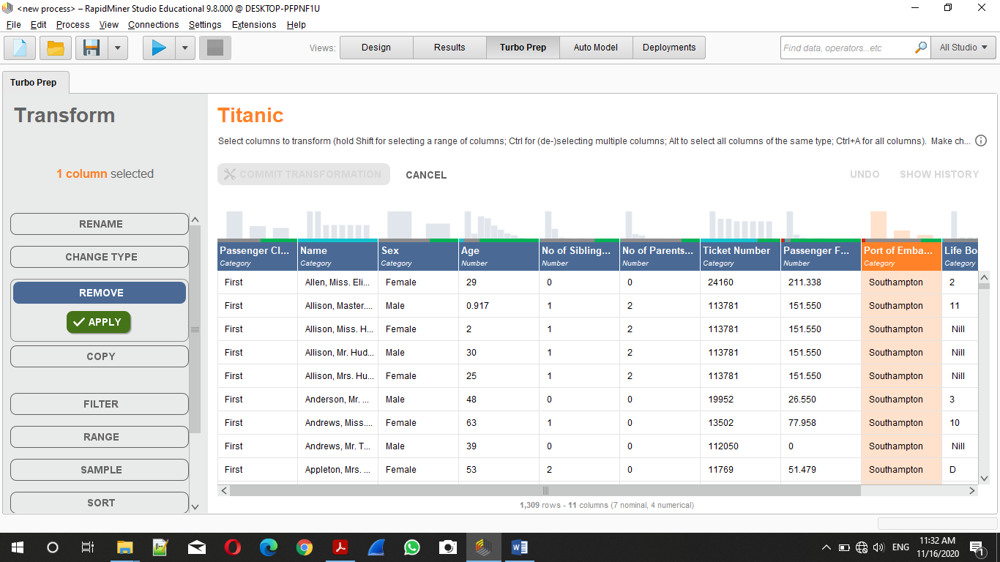 <new process> – RapidMiner Studio Educational 9.8.000 @ DESKTOP-PFPNF1U
File Edit Process View Connections Settings Extensions Help
Views: Design Results Turbo Prep Auto Model Deployments Find data, operators...etc All Studio
Turbo Prep
Transform
1 column selected
RENAME
CHANGE TYPE
REMOVE
APPLY
COPY
FILTER
RANGE
SAMPLE
SORT
Titanic
Select columns to transform (hold Shift for selecting a range of columns; Ctrl for (de-)selecting multiple columns; Alt to select all columns of the same type; Ctrl+A for all columns). Make ch...
COMMIT TRANSFORMATION CANCEL UNDO SHOW HISTORY
Passenger Cl... Name Sex Age No of Sibling... No of Parents... Ticket Number Passenger F... Port of Emba... Life Bo
Category Category Category Number Number Number Category Number Category Category
First Allen, Miss. Eli... Female 29 0 0 24160 211.338 Southampton 2
First Allison, Master.... Male 0.917 1 2 113781 151.550 Southampton 11
First Allison, Miss. H... Female 2 1 2 113781 151.550 Southampton Nill
First Allison, Mr. Hud... Male 30 1 2 113781 151.550 Southampton Nill
First Allison, Mrs. Hu... Female 25 1 2 113781 151.550 Southampton Nill
First Anderson, Mr. ... Male 48 0 0 19952 26.550 Southampton 3
First Andrews, Miss.... Female 63 1 0 13502 77.958 Southampton 10
First Andrews, Mr. T... Male 39 0 0 112050 0 Southampton Nill
First Appleton, Mrs. ... Female 53 2 0 11769 51.479 Southampton D
1,309 rows - 11 columns (7 nominal, 4 numerical)
ENG 11:32 AM
11/16/2020 1